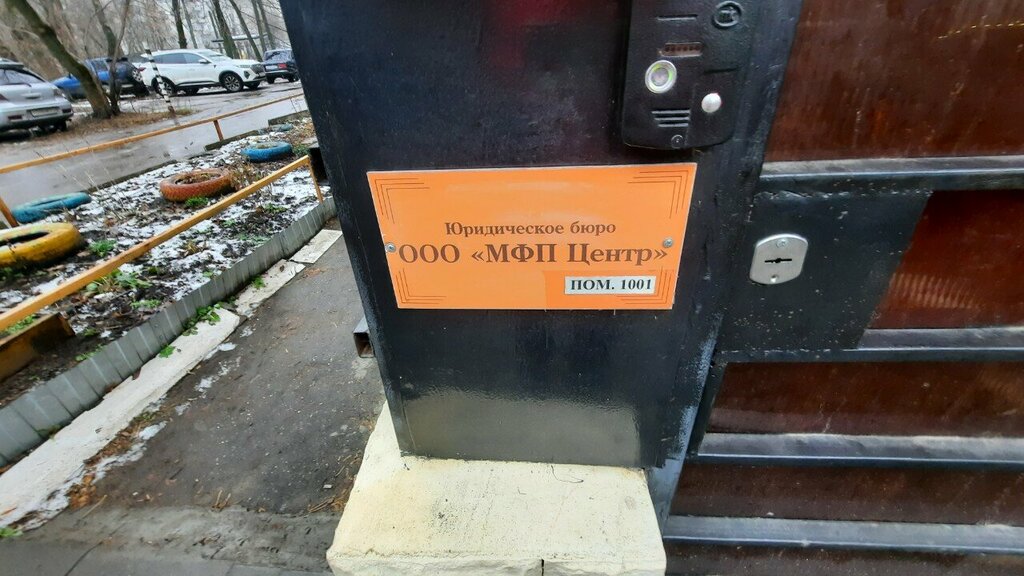 Юридическое бюро
ООО «МФП Центр»
ПОМ. 1001